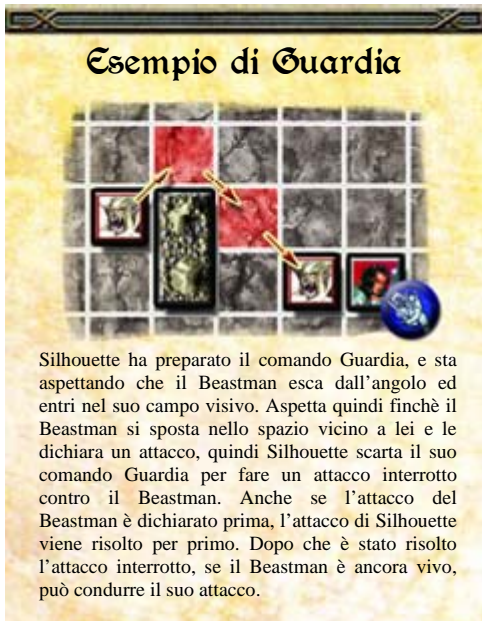 Esempio di Guardia
Silhouette ha preparato il comando Guardia, e sta
aspettando che il Beastman esca dall'angolo ed
entri nel suo campo visivo. Aspetta quindi finchè il
Beastman si sposta nello spazio vicino a lei e le
dichiara un attacco, quindi Silhouette scarta il suo
comando Guardia per fare un attacco interrotto
contro il Beastman. Anche se l'attacco del
Beastman è dichiarato prima, l'attacco di Silhouette
viene risolto per primo. Dopo che è stato risolto
l'attacco interrotto, se il Beastman è ancora vivo,
può condurre il suo attacco.